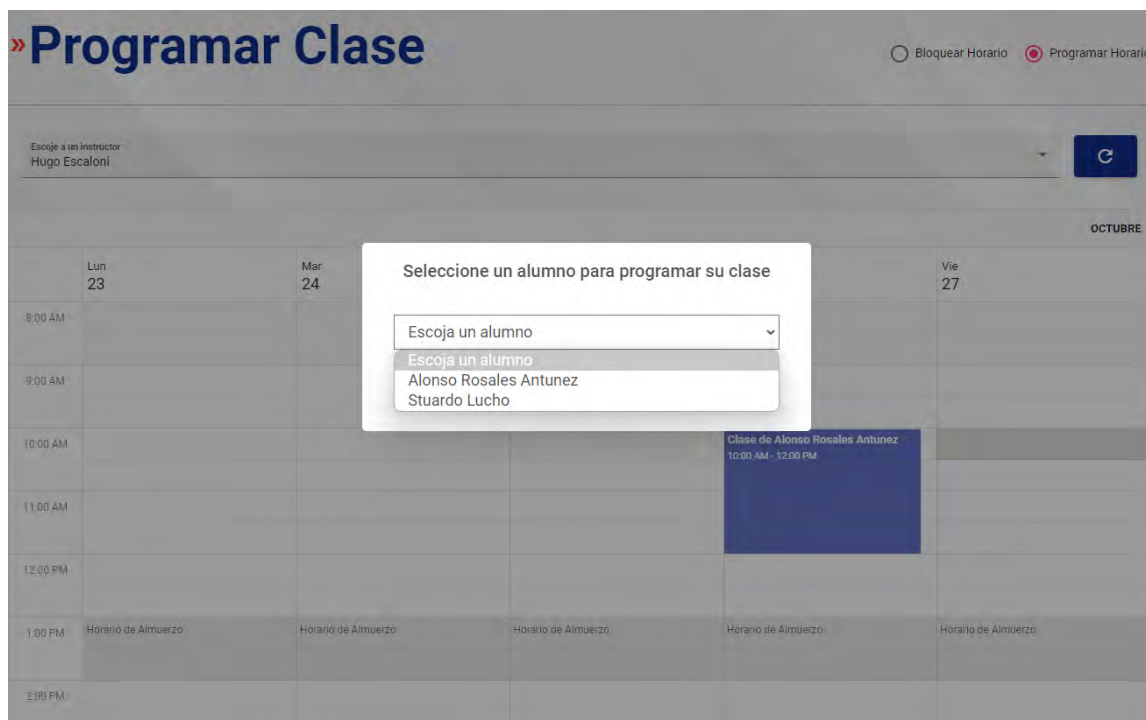 »Programar Clase
Bloquear Horario
Programar Horario
Escoje a un instructor
Hugo Escaloni
OCTUBRE
Lun
23
Mar
24
Vie
27
Seleccione un alumno para programar su clase
Escoja un alumno
Escoja un alumno
Alonso Rosales Antunez
Stuardo Lucho
8:00 AM
9:00 AM
10:00 AM
Clase de Alonso Rosales Antunez
10:00 AM - 12:00 PM
11:00 AM
12:00 PM
1:00 PM
Horario de Almuerzo
Horario de Almuerzo
Horario de Almuerzo
Horario de Almuerzo
Horario de Almuerzo
2:00 PM